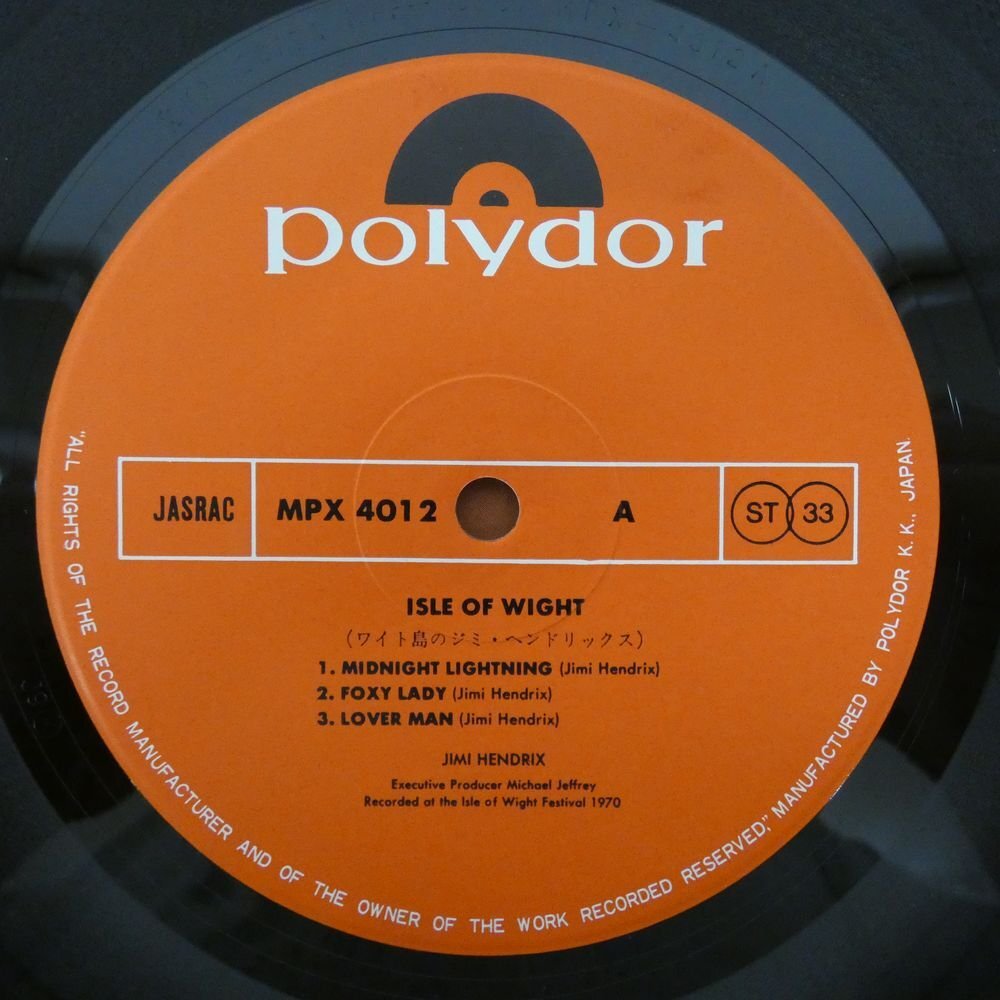 polydor
JASRAC
MPX 4012
A
ST 33
ISLE OF WIGHT
(ワイト島のジミ・ヘンドリックス)
1. MIDNIGHT LIGHTNING (Jimi Hendrix)
2. FOXY LADY (Jimi Hendrix)
3. LOVER MAN (Jimi Hendrix)
JIMI HENDRIX
Executive Producer Michael Jeffrey
Recorded at the Isle of Wight Festival 1970
"ALL RIGHTS OF THE RECORD MANUFACTURER AND OF THE OWNER OF THE WORK RECORDED RESERVED," MANUFACTURED BY POLYDOR K.K., JAPAN.